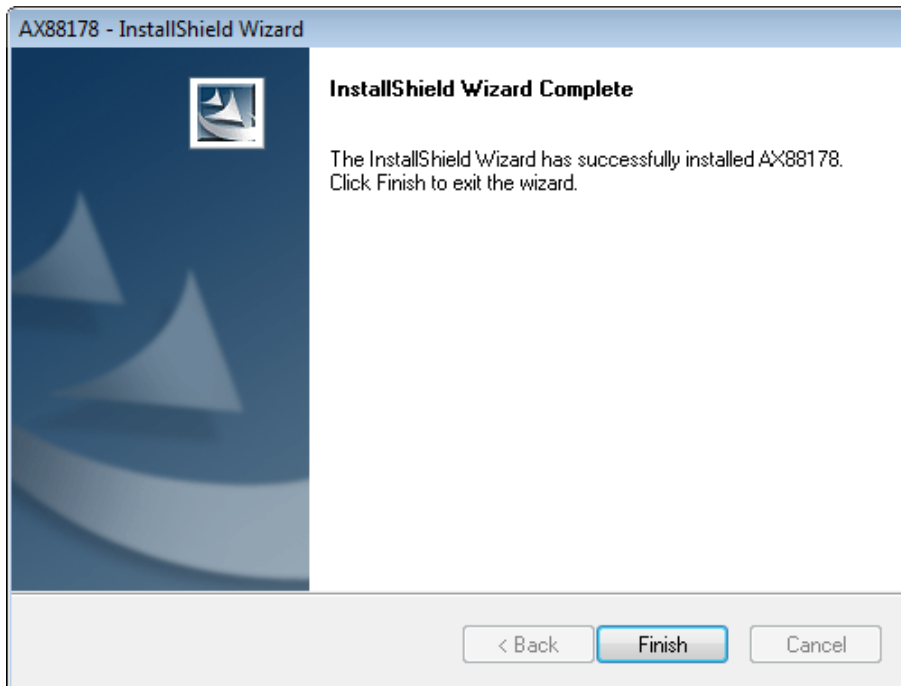 AX88178 - InstallShield Wizard
InstallShield Wizard Complete
The InstallShield Wizard has successfully installed AX88178.
Click Finish to exit the wizard.
< Back
Finish
Cancel